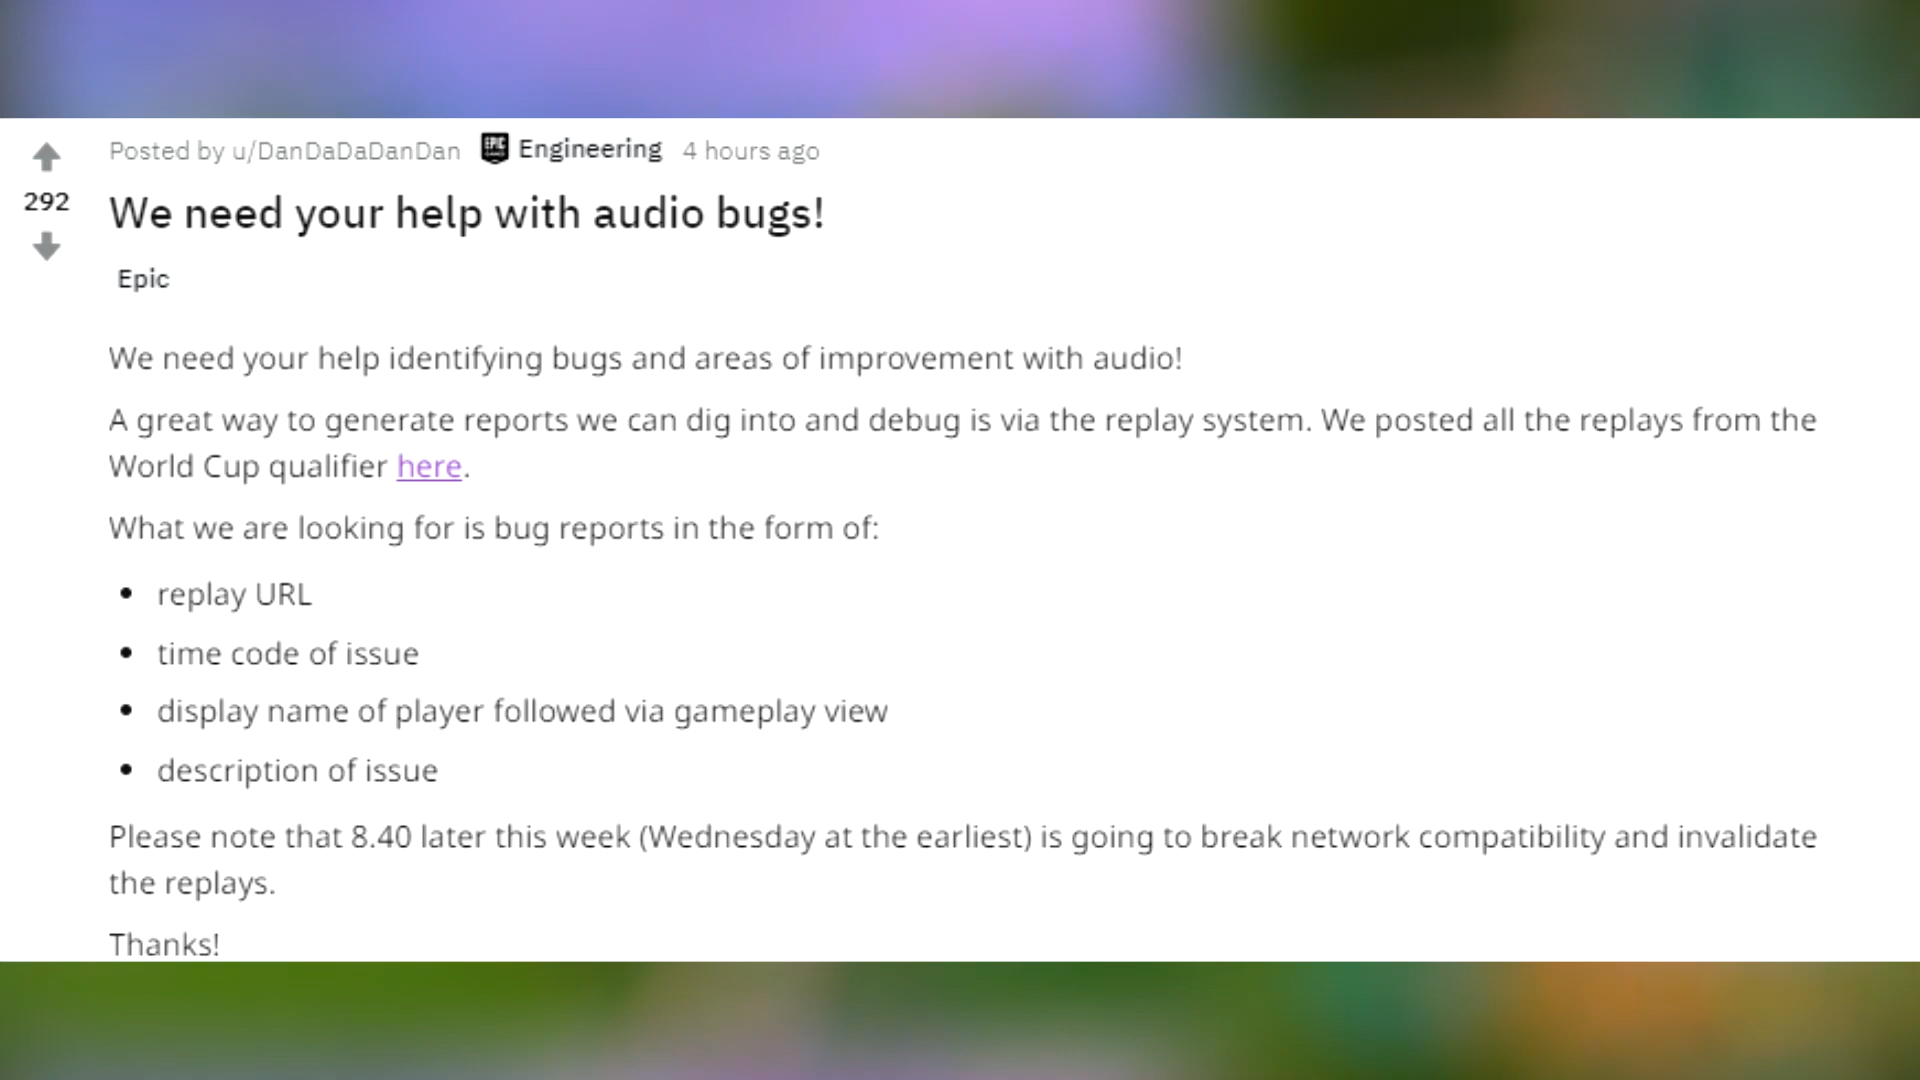 Posted by u/DanDaDaDanDan EPIC GAMES Engineering 4 hours ago
292
We need your help with audio bugs!
Epic
We need your help identifying bugs and areas of improvement with audio!
A great way to generate reports we can dig into and debug is via the replay system. We posted all the replays from the
World Cup qualifier here.
What we are looking for is bug reports in the form of:
• replay URL
• time code of issue
• display name of player followed via gameplay view
• description of issue
Please note that 8.40 later this week (Wednesday at the earliest) is going to break network compatibility and invalidate
the replays.
Thanks!